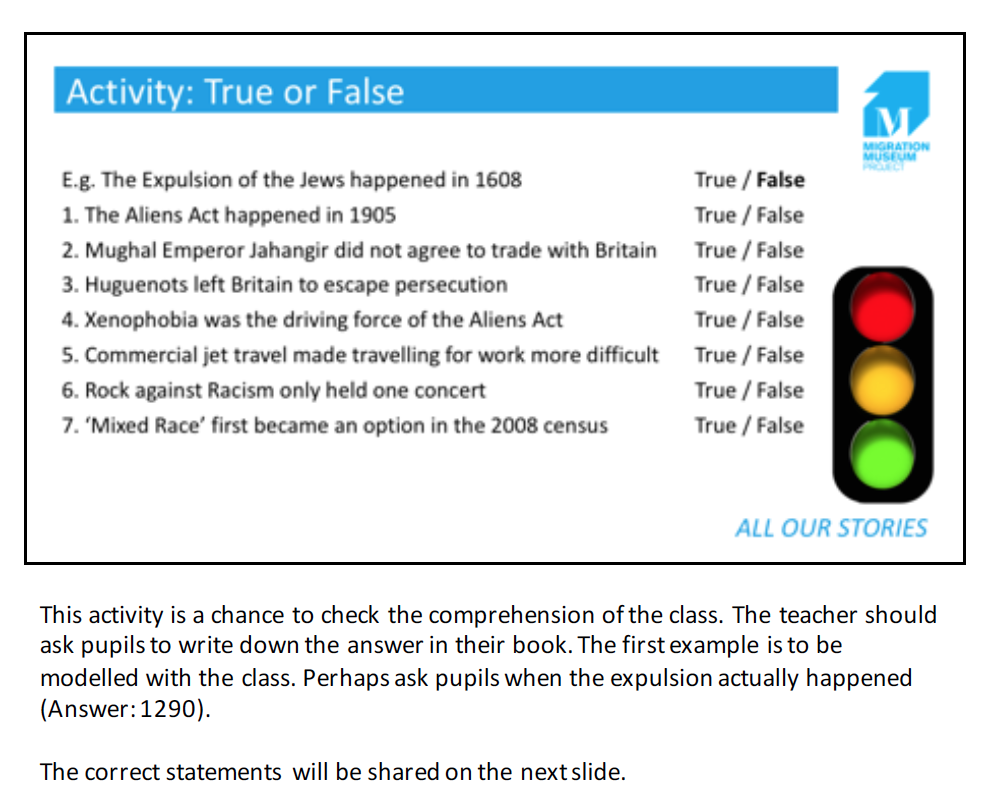 Activity: True or False
MIGRATION
MUSEUM
PROJECT
E.g. The Expulsion of the Jews happened in 1608 True / False
1. The Aliens Act happened in 1905 True / False
2. Mughal Emperor Jahangir did not agree to trade with Britain True / False
3. Huguenots left Britain to escape persecution True / False
4. Xenophobia was the driving force of the Aliens Act True / False
5. Commercial jet travel made travelling for work more difficult True / False
6. Rock against Racism only held one concert True / False
7. ‘Mixed Race’ first became an option in the 2008 census True / False
ALL OUR STORIES
This activity is a chance to check the comprehension of the class. The teacher should
ask pupils to write down the answer in their book. The first example is to be
modelled with the class. Perhaps ask pupils when the expulsion actually happened
(Answer: 1290).
The correct statements will be shared on the next slide.